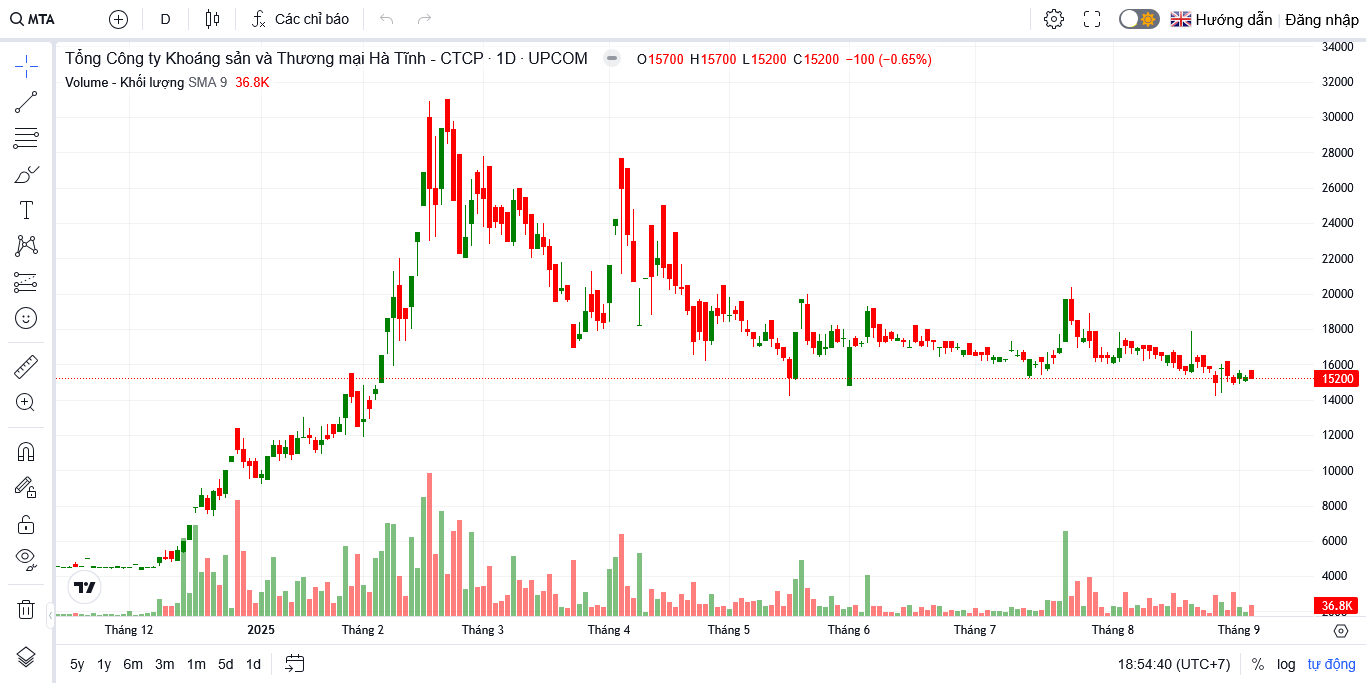 MTA D Các chỉ báo Hướng dẫn Đăng nhập
Tổng Công ty Khoáng sản và Thương mại Hà Tĩnh - CTCP · 1D · UPCOM O15700 H15700 L15200 C15200 −100 (−0.65%)
Volume - Khối lượng SMA 9 36.8K
34000
32000
30000
28000
26000
24000
22000
20000
18000
16000
15200
14000
12000
10000
8000
6000
4000
36.8K
Tháng 12 2025 Tháng 2 Tháng 3 Tháng 4 Tháng 5 Tháng 6 Tháng 7 Tháng 8 Tháng 9
5y 1y 6m 3m 1m 5d 1d 18:54:40 (UTC+7) % log tự động